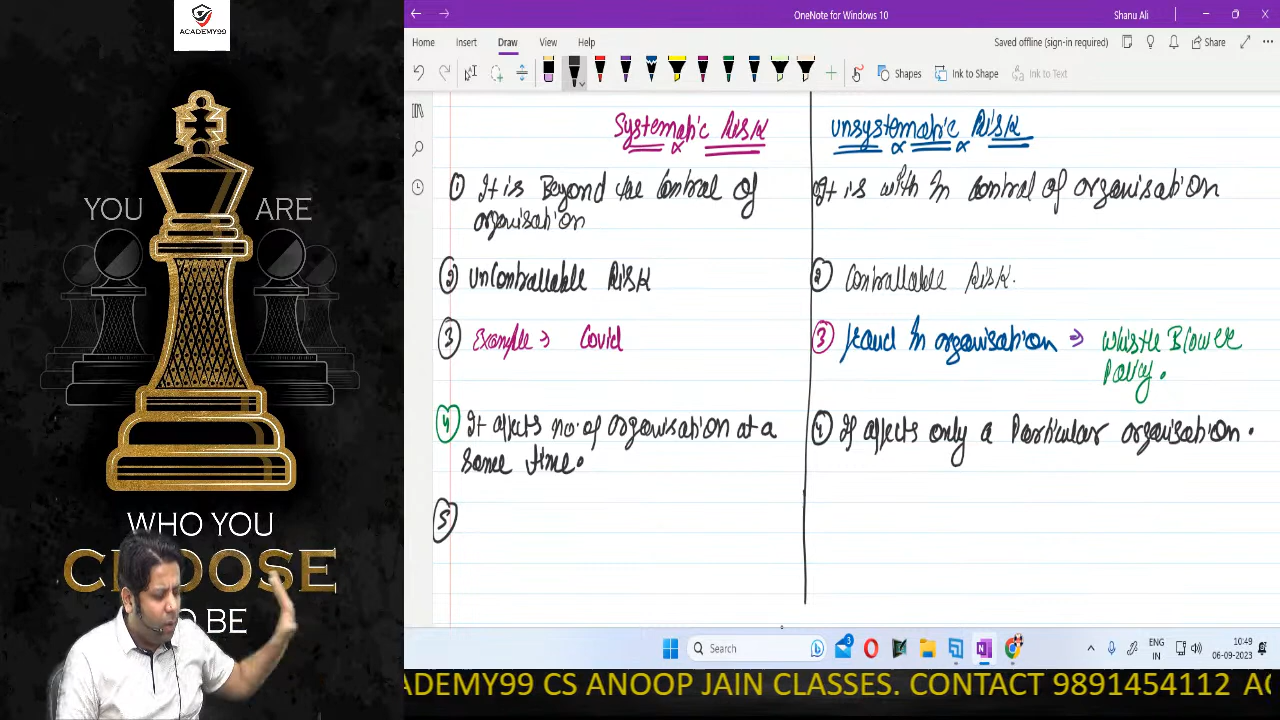 ACADEMY99
YOU ARE
WHO YOU
CHOOSE
TO BE
OneNote for Windows 10
Shanu Ali
Home Insert Draw View Help
Saved offline (sign-in required)
Share
Shapes
Ink to Shape
Ink to Text
Systematic Risk
unsystematic Risk
① It is Beyond the Control of
organisation
It is with In control of organisation
② unControllable Risk
② Controllable Risk.
③ Example → Covid
③ fraud In organisation ⇒ Whistle Blower
Policy.
④ It affects no. of organisation at a
Same time.
④ It affects only a Particular organisation.
⑤
Search
3
ENG
IN
10:49
06-09-2023
ADEMY99 CS ANOOP JAIN CLASSES. CONTACT 9891454112 AC